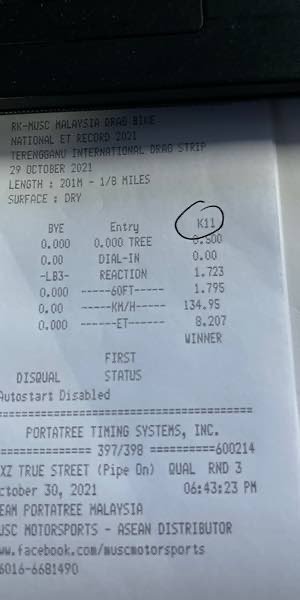 RK-MUSC MALAYSIA DRAG BIKE
NATIONAL ET RECORD 2021
TERENGGANU INTERNATIONAL DRAG STRIP
29 OCTOBER 2021
LENGTH : 201M - 1/8 MILES
SURFACE : DRY
BYE Entry K11
0.000 0.000 TREE 0.500
0.00 DIAL-IN 0.00
-LB3- REACTION 1.723
0.000 -----60FT----- 1.795
0.00 -----KM/H----- 134.95
0.000 ------ET------ 8.207
WINNER
FIRST
DISQUAL STATUS
Autostart Disabled
========================================
PORTATREE TIMING SYSTEMS, INC.
============== 397/398 ==========600214
XZ TRUE STREET (Pipe On) QUAL RND 3
ctober 30, 2021 06:43:23 PM
EAM PORTATREE MALAYSIA
USC MOTORSPORTS - ASEAN DISTRIBUTOR
ww.facebook.com/muscmotorsports
6016-6681490